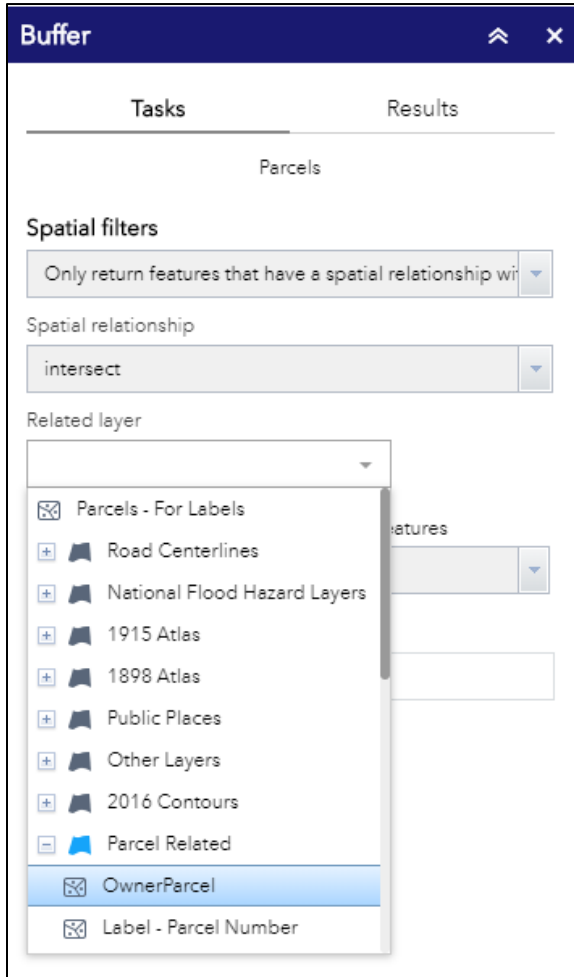 Buffer
Tasks Results
Parcels
Spatial filters
Only return features that have a spatial relationship wi
Spatial relationship
intersect
Related layer
Parcels - For Labels
eatures
Road Centerlines
National Flood Hazard Layers
1915 Atlas
1898 Atlas
Public Places
Other Layers
2016 Contours
Parcel Related
OwnerParcel
Label - Parcel Number